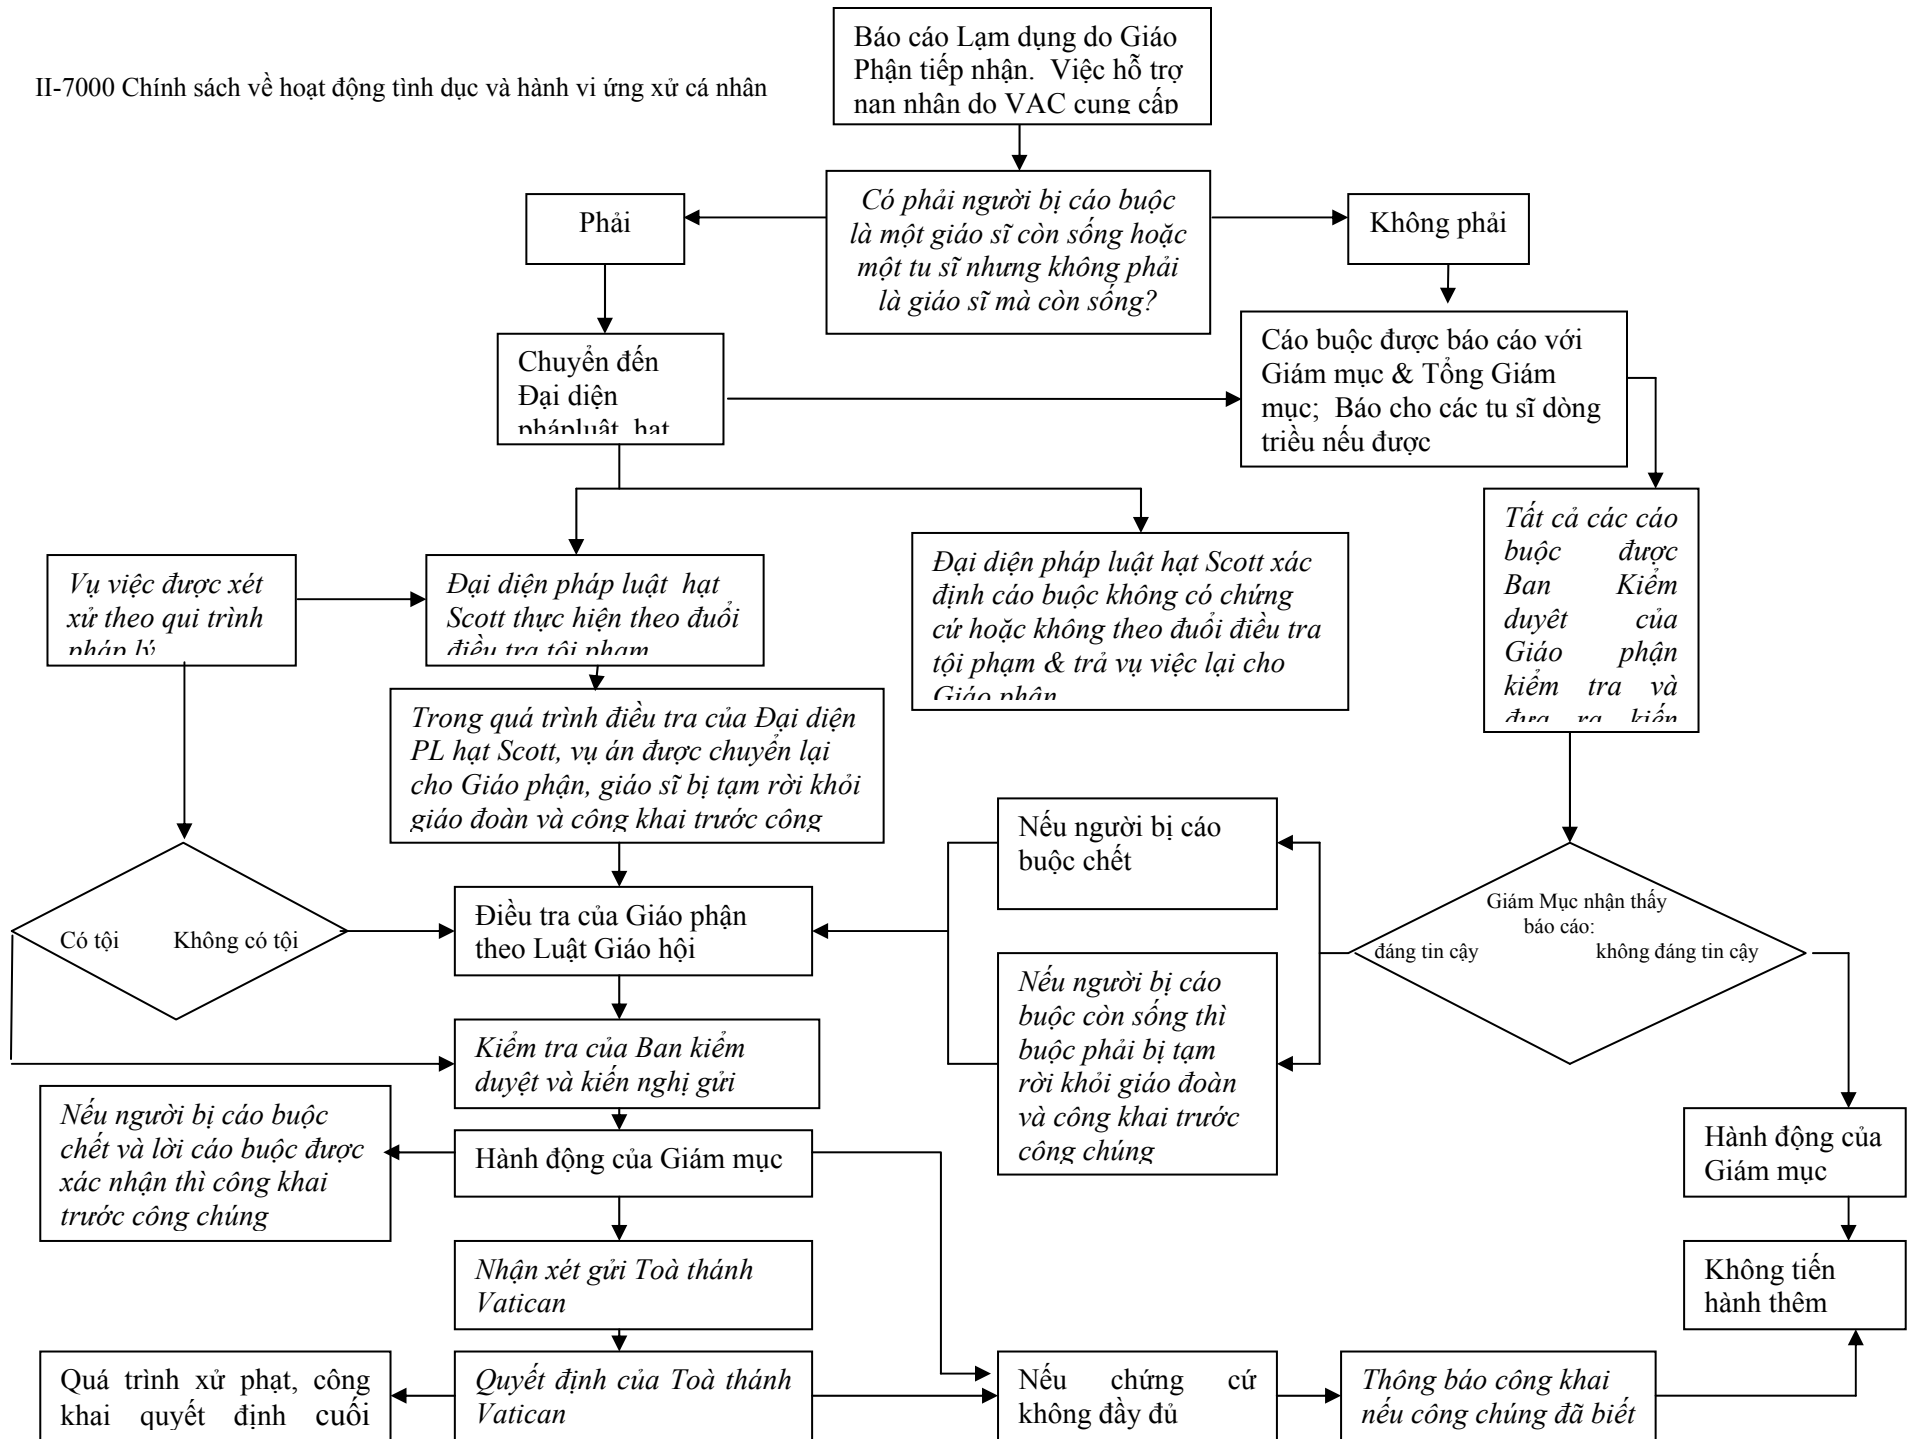 Báo cáo Lạm dụng do Giáo
Phận tiếp nhận.  Việc hỗ trợ
nạn nhân do VAC cung cấp
II-7000 Chính sách về hoạt động tình dục và hành vi ứng xử cá nhân
Phải
Có phải người bị cáo buộc
là một giáo sĩ còn sống hoặc
một tu sĩ nhưng không phải
là giáo sĩ mà còn sống?
Không phải
Chuyển đến
Đại diện
phápluật  hạt
Cáo buộc được báo cáo với
Giám mục & Tổng Giám
mục;  Báo cho các tu sĩ dòng
triều nếu được
Vụ việc được xét
xử theo qui trình
pháp lý
Đại diện pháp luật  hạt
Scott thực hiện theo đuổi
điều tra tội phạm
Đại diện pháp luật hạt Scott xác
định cáo buộc không có chứng
cứ hoặc không theo đuổi điều tra
tội phạm & trả vụ việc lại cho
Giáo phận
Tất cả các cáo
buộc được
Ban Kiểm
duyệt của
Giáo phận
kiểm tra và
đưa ra kiến
Trong quá trình điều tra của Đại diện
PL hạt Scott, vụ án được chuyển lại
cho Giáo phận, giáo sĩ bị tạm rời khỏi
giáo đoàn và công khai trước công
Nếu người bị cáo
buộc chết
Có tội
Không có tội
Điều tra của Giáo phận
theo Luật Giáo hội
Giám Mục nhận thấy
báo cáo:
đáng tin cậy
không đáng tin cậy
Nếu người bị cáo
buộc còn sống thì
buộc phải bị tạm
rời khỏi giáo đoàn
và công khai trước
công chúng
Kiểm tra của Ban kiểm
duyệt và kiến nghị gửi
Nếu người bị cáo buộc
chết và lời cáo buộc được
xác nhận thì công khai
trước công chúng
Hành động của Giám mục
Hành động của
Giám mục
Nhận xét gửi Toà thánh
Vatican
Không tiến
hành thêm
Quá trình xử phạt, công
khai quyết định cuối
Quyết định của Toà thánh
Vatican
Nếu chứng cứ
không đầy đủ
Thông báo công khai
nếu công chúng đã biết